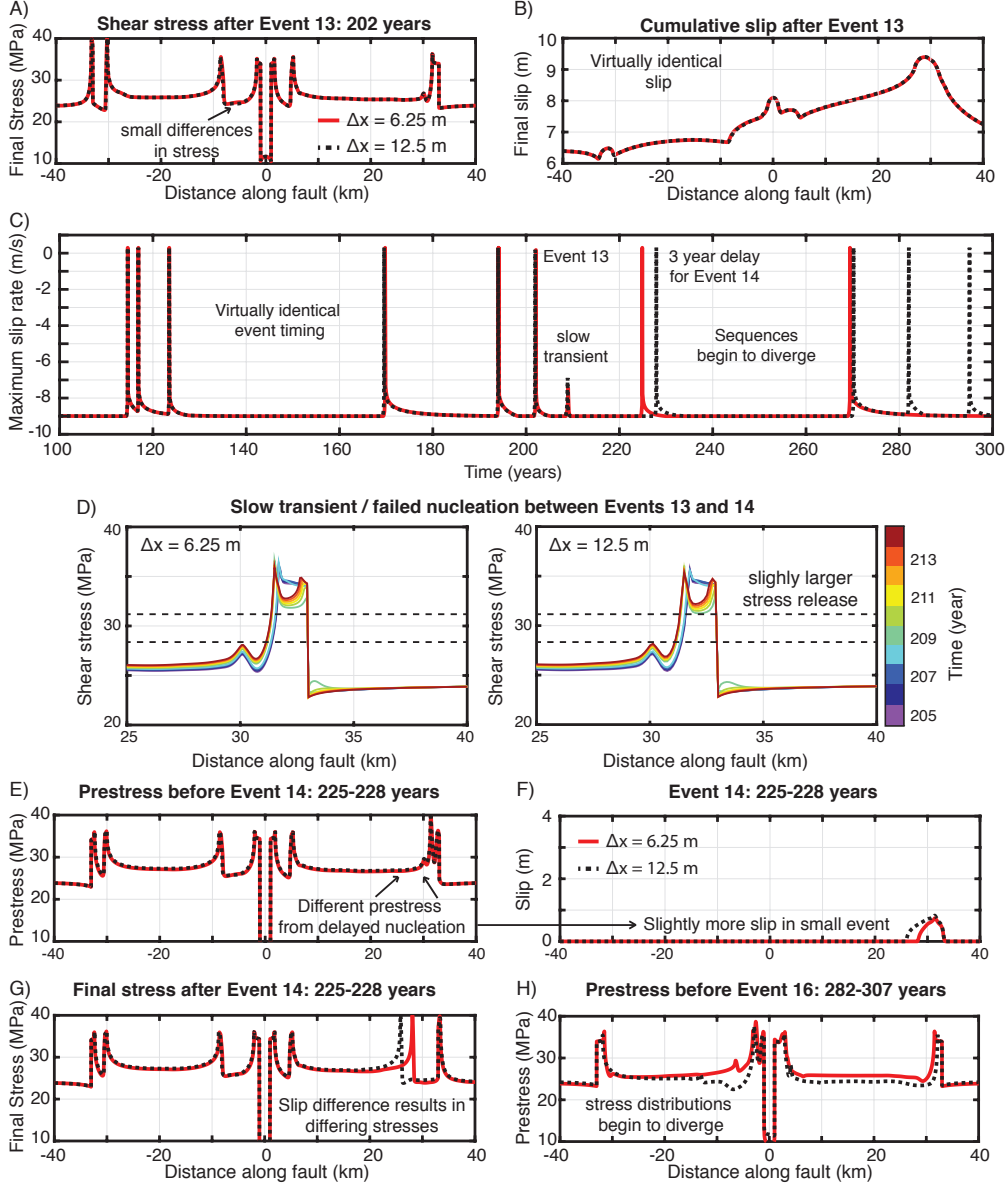 A)
Shear stress after Event 13: 202 years
Final Stress (MPa)
40
30
20
10
small differences
in stress
Δx = 6.25 m
Δx = 12.5 m
-40 -20 0 20 40
Distance along fault (km)
B)
Cumulative slip after Event 13
Final slip (m)
10
9
8
7
6
Virtually identical
slip
-40 -20 0 20 40
Distance along fault (km)
C)
Maximum slip rate (m/s)
0
-2
-4
-6
-8
-10
Virtually identical
event timing
Event 13
slow
transient
3 year delay
for Event 14
Sequences
begin to diverge
100 120 140 160 180 200 220 240 260 280 300
Time (years)
D)
Slow transient / failed nucleation between Events 13 and 14
Shear stress (MPa)
40
30
20
Δx = 6.25 m
25 30 35 40
Distance along fault (km)
Shear stress (MPa)
40
30
20
Δx = 12.5 m
slighly larger
stress release
25 30 35 40
Distance along fault (km)
213
211
209
207
205
Time (year)
E)
Prestress before Event 14: 225-228 years
Prestress (MPa)
40
30
20
10
Different prestress
from delayed nucleation
-40 -20 0 20 40
F)
Event 14: 225-228 years
Slip (m)
4
2
0
Δx = 6.25 m
Δx = 12.5 m
Slightly more slip in small event
-40 -20 0 20 40
G)
Final stress after Event 14: 225-228 years
Final Stress (MPa)
40
30
20
10
Slip difference results in
differing stresses
-40 -20 0 20 40
Distance along fault (km)
H)
Prestress before Event 16: 282-307 years
Prestress (MPa)
40
30
20
10
stress distributions
begin to diverge
-40 -20 0 20 40
Distance along fault (km)